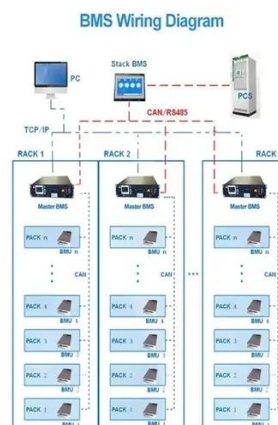 BMS Wiring Diagram
Stack BMS
PC
PCS
CAN/RS485
TCP/IP
RACK 1
RACK 2
RACK
Master BMS
Master BMS
Master BMS
PACK n
PACK n
PACK n
BMU n
BMU n
BMU n
CAN
CAN
CAN
PACK 4
PACK 4
PACK 4
BMU 4
BMU 4
BMU 4
PACK 3
PACK 3
PACK 3
BMU 3
BMU 3
BMU 3
PACK 2
PACK 2
PACK 2
BMU
BMU
BMU
PACK 1
PACK 1
PACK 1